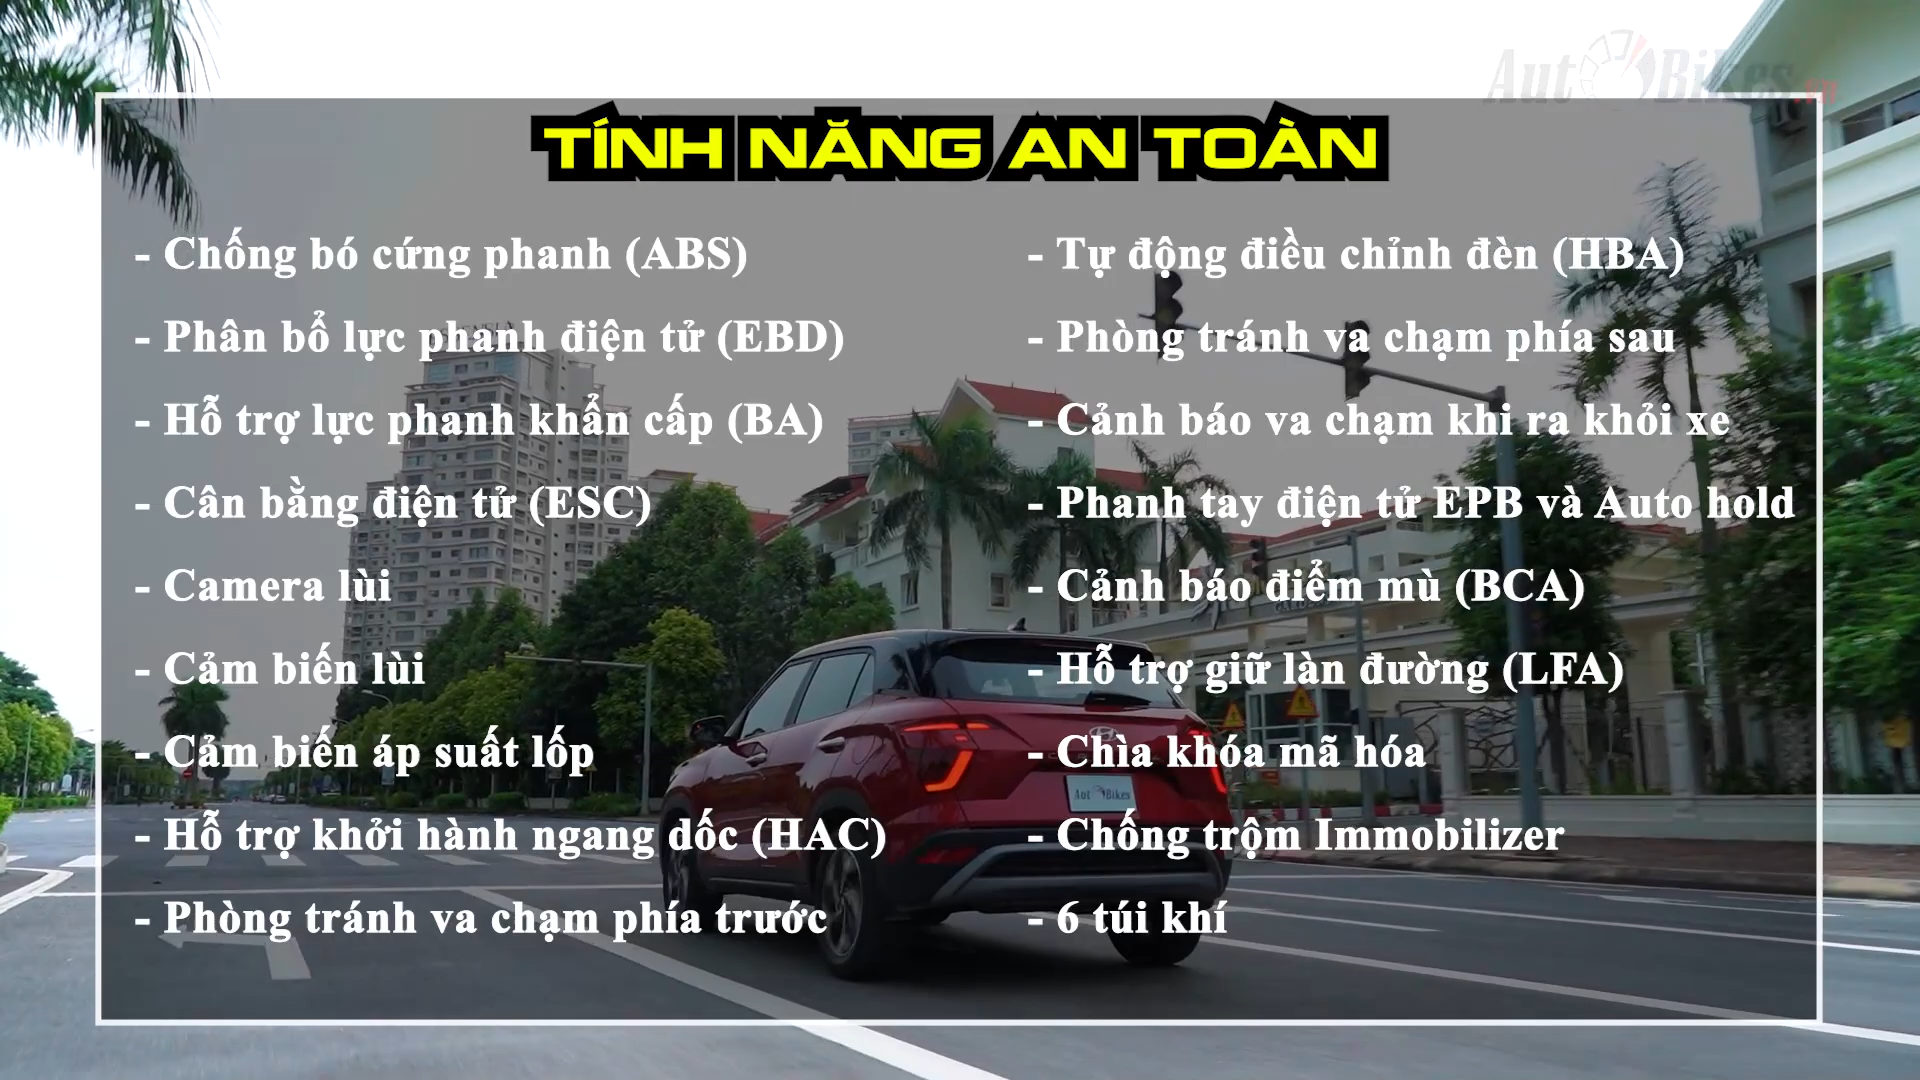 AutoBikes.vn
TÍNH NĂNG AN TOÀN
- Chống bó cứng phanh (ABS)
- Phân bổ lực phanh điện tử (EBD)
- Hỗ trợ lực phanh khẩn cấp (BA)
- Cân bằng điện tử (ESC)
- Camera lùi
- Cảm biến lùi
- Cảm biến áp suất lốp
- Hỗ trợ khởi hành ngang dốc (HAC)
- Phòng tránh va chạm phía trước
- Tự động điều chỉnh đèn (HBA)
- Phòng tránh va chạm phía sau
- Cảnh báo va chạm khi ra khỏi xe
- Phanh tay điện tử EPB và Auto hold
- Cảnh báo điểm mù (BCA)
- Hỗ trợ giữ làn đường (LFA)
- Chìa khóa mã hóa
- Chống trộm Immobilizer
- 6 túi khí
AutoBikes